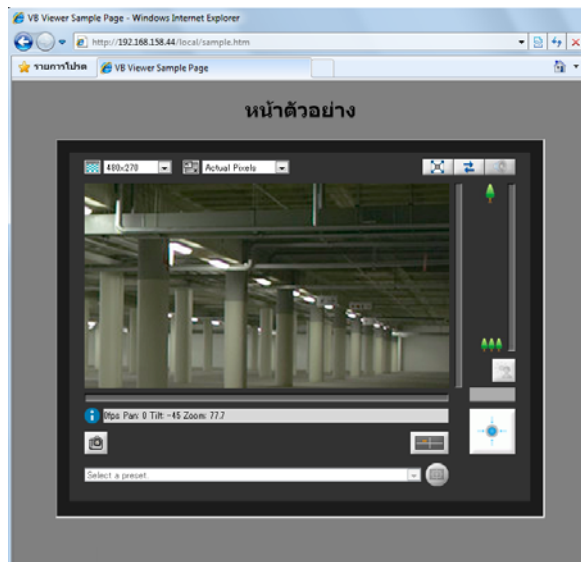 VB Viewer Sample Page - Windows Internet Explorer
http://192.168.158.44/local/sample.htm
รายการโปรด VB Viewer Sample Page
หน้าตัวอย่าง
480x270 Actual Pixels
0fps Pan: 0 Tilt: -45 Zoom: 77.7
Select a preset.